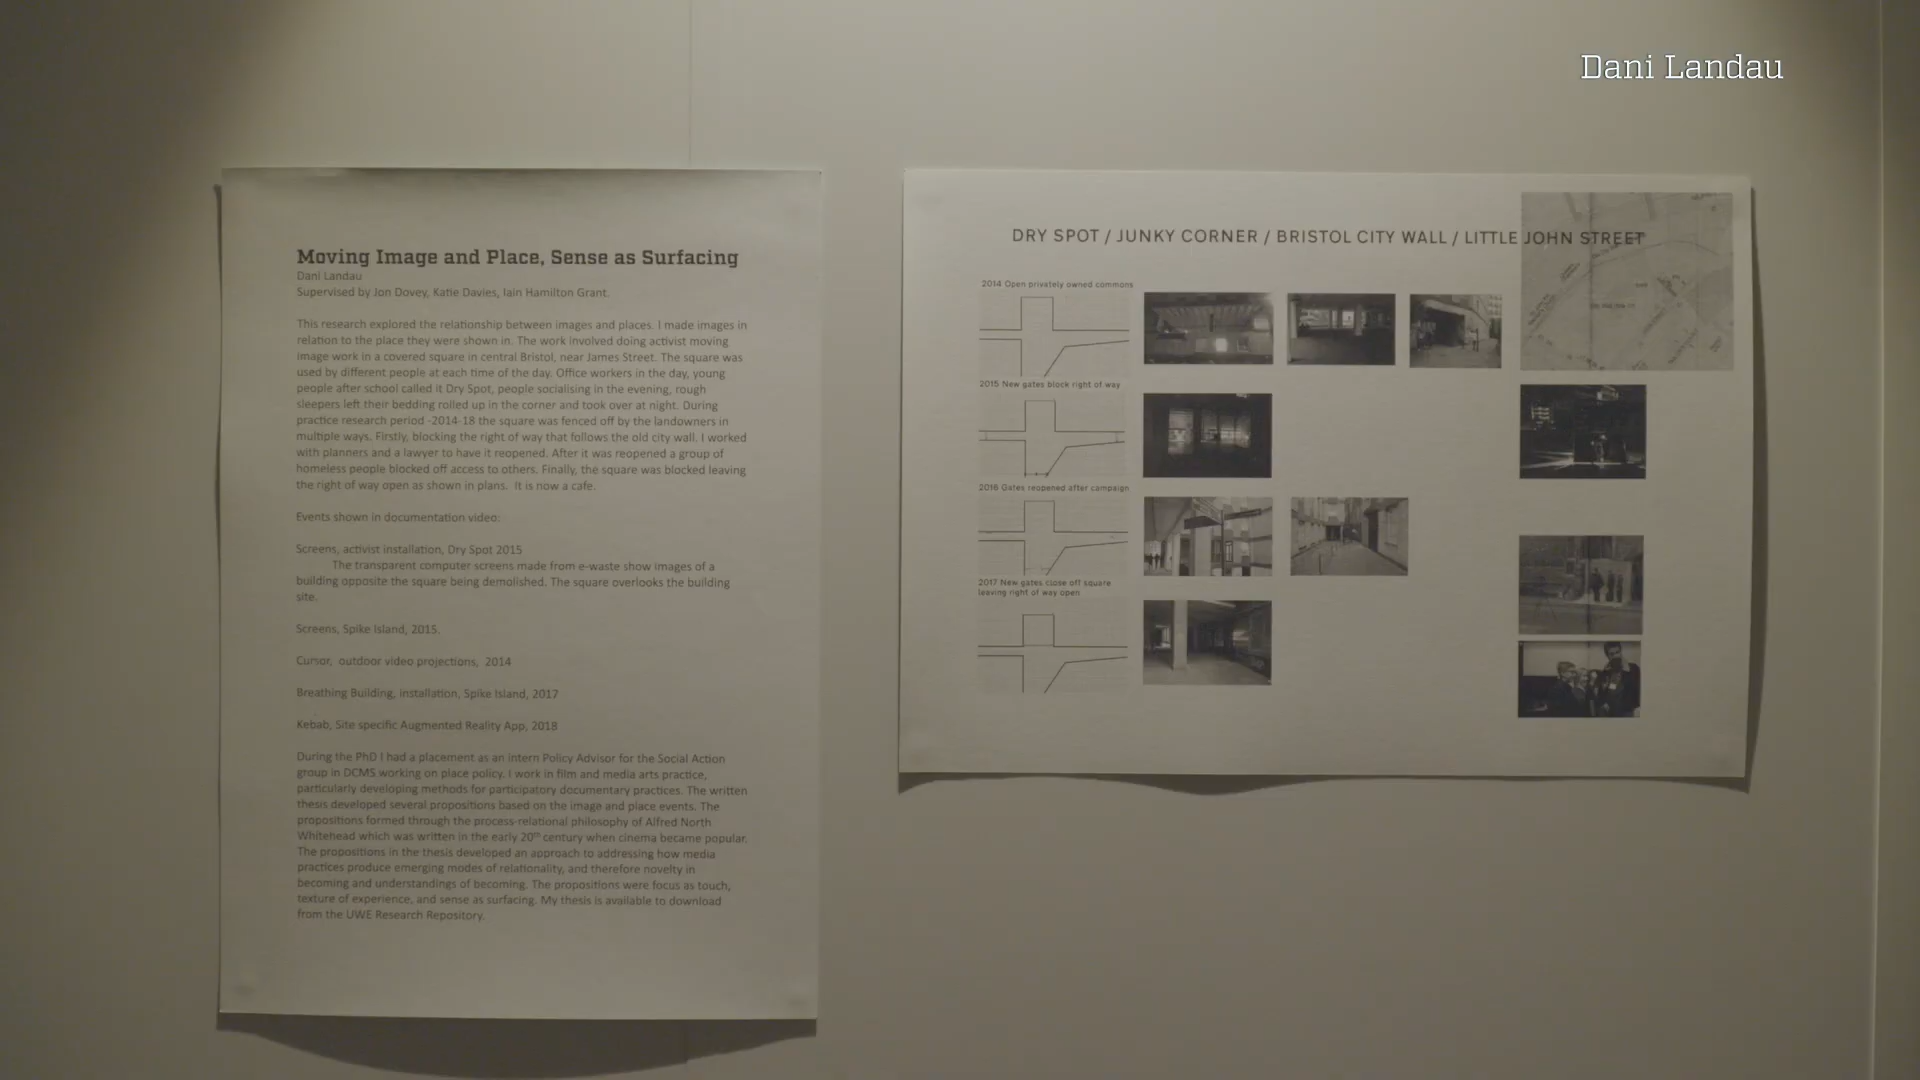 Dani Landau
Moving Image and Place, Sense as Surfacing
Dani Landau
Supervised by Jon Dovey, Katie Davies, Iain Hamilton Grant.
This research explored the relationship between images and places. I made images in
relation to the place they were shown in. The work involved doing activist moving
image work in a covered square in central Bristol, near James Street. The square was
used by different people at each time of the day. Office workers in the day, young
people after school called it Dry Spot, people socialising in the evening, rough
sleepers left their bedding rolled up in the corner and took over at night. During
practice research period -2014-18 the square was fenced off by the landowners in
multiple ways. Firstly, blocking the right of way that follows the old city wall. I worked
with planners and a lawyer to have it reopened. After it was reopened a group of
homeless people blocked off access to others. Finally, the square was blocked leaving
the right of way open as shown in plans. It is now a cafe.
Events shown in documentation video:
Screens, activist installation, Dry Spot 2015
The transparent computer screens made from e-waste show images of a
building opposite the square being demolished. The square overlooks the building
site.
Screens, Spike Island, 2015.
Cursor, outdoor video projections, 2014
Breathing Building, installation, Spike Island, 2017
Kebab, Site specific Augmented Reality App, 2018
During the PhD I had a placement as an intern Policy Advisor for the Social Action
group in DCMS working on place policy. I work in film and media arts practice,
particularly developing methods for participatory documentary practices. The written
thesis developed several propositions based on the image and place events. The
propositions formed through the process-relational philosophy of Alfred North
Whitehead which was written in the early 20th century when cinema became popular.
The propositions in the thesis developed an approach to addressing how media
practices produce emerging modes of relationality, and therefore novelty in
becoming and understandings of becoming. The propositions were focus as touch,
texture of experience, and sense as surfacing. My thesis is available to download
from the UWE Research Repository.
DRY SPOT / JUNKY CORNER / BRISTOL CITY WALL / LITTLE JOHN STREET
2014 Open privately owned commons
2015 New gates block right of way
2016 Gates reopened after campaign
2017 New gates close off square
leaving right of way open